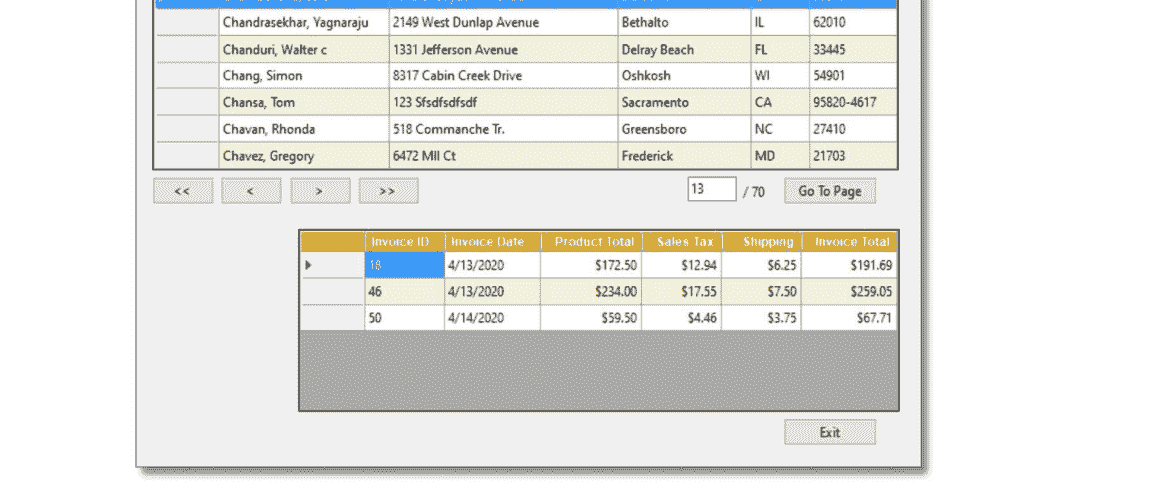 Chandrasekhar, Yagnaraju 2149 West Dunlap Avenue Bethalto IL 62010
Chanduri, Walter c 1331 Jefferson Avenue Delray Beach FL 33445
Chang, Simon 8317 Cabin Creek Drive Oshkosh WI 54901
Chansa, Tom 123 Sfsdfsdfsdf Sacramento CA 95820-4617
Chavan, Rhonda 518 Commanche Tr. Greensboro NC 27410
Chavez, Gregory 6472 Mll Ct Frederick MD 21703
<< < > >> 13 / 70 Go To Page
Invoice ID Invoice Date Product Total Sales Tax Shipping Invoice Total
18 4/13/2020 $172.50 $12.94 $6.25 $191.69
46 4/13/2020 $234.00 $17.55 $7.50 $259.05
50 4/14/2020 $59.50 $4.46 $3.75 $67.71
Exit